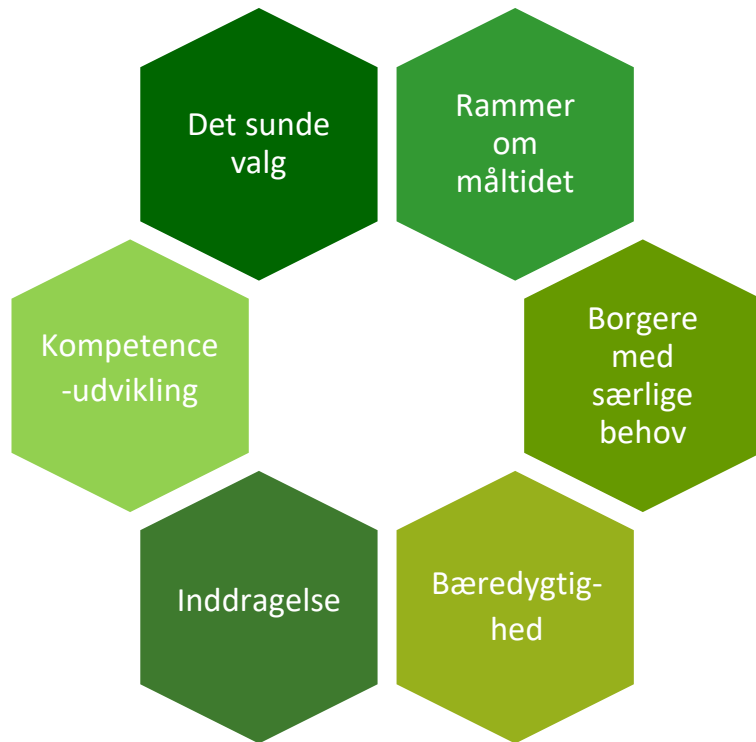 Det sunde
valg
Rammer
om
måltidet
Kompetence
-udvikling
Borgere
med
særlige
behov
Inddragelse
Bæredygtig-
hed